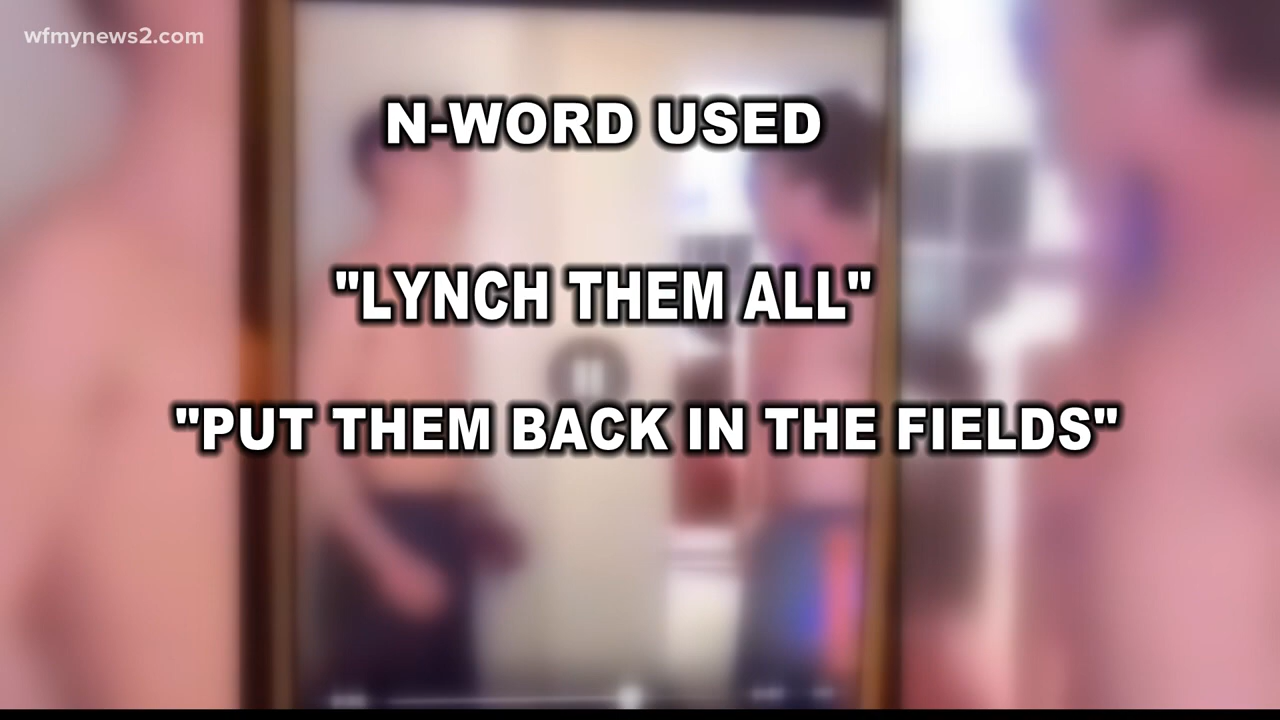 wfmynews2.com
N-WORD USED
"LYNCH THEM ALL"
"PUT THEM BACK IN THE FIELDS"